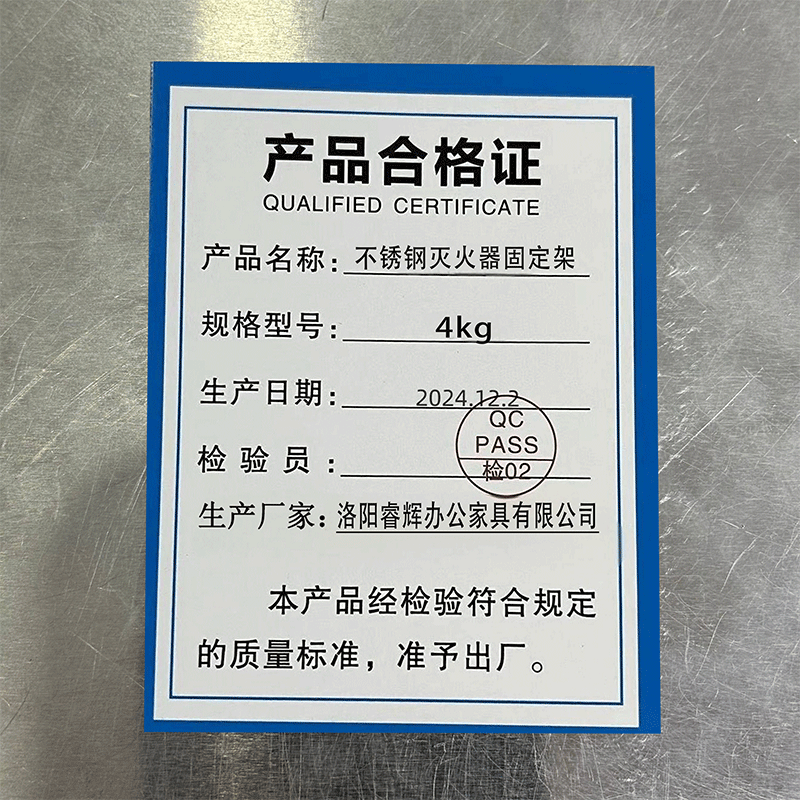 产品合格证
QUALIFIED CERTIFICATE
产品名称：不锈钢灭火器固定架
规格型号：4kg
生产日期：2024.12.2
QC
PASS
检验员：检02
生产厂家：洛阳睿辉办公家具有限公司
本产品经检验符合规定
的质量标准，准予出厂。